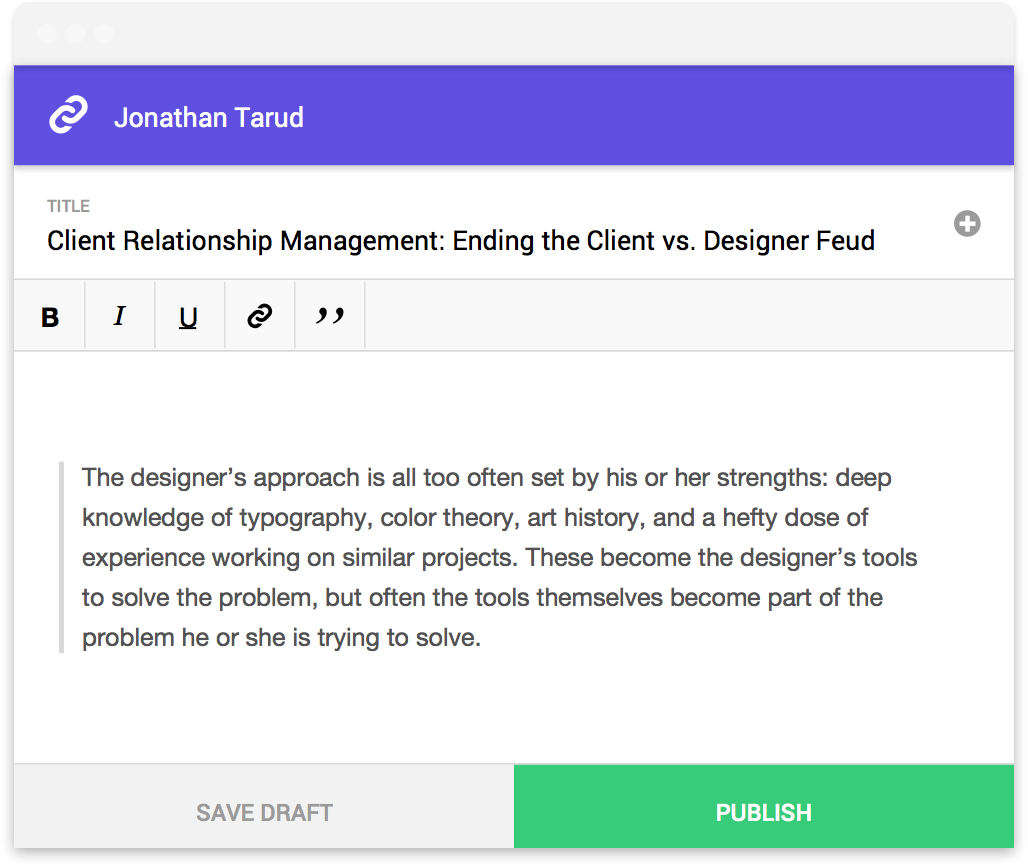 Jonathan Tarud
TITLE
Client Relationship Management: Ending the Client vs. Designer Feud
B I U ,,
The designer’s approach is all too often set by his or her strengths: deep
knowledge of typography, color theory, art history, and a hefty dose of
experience working on similar projects. These become the designer’s tools
to solve the problem, but often the tools themselves become part of the
problem he or she is trying to solve.
SAVE DRAFT PUBLISH